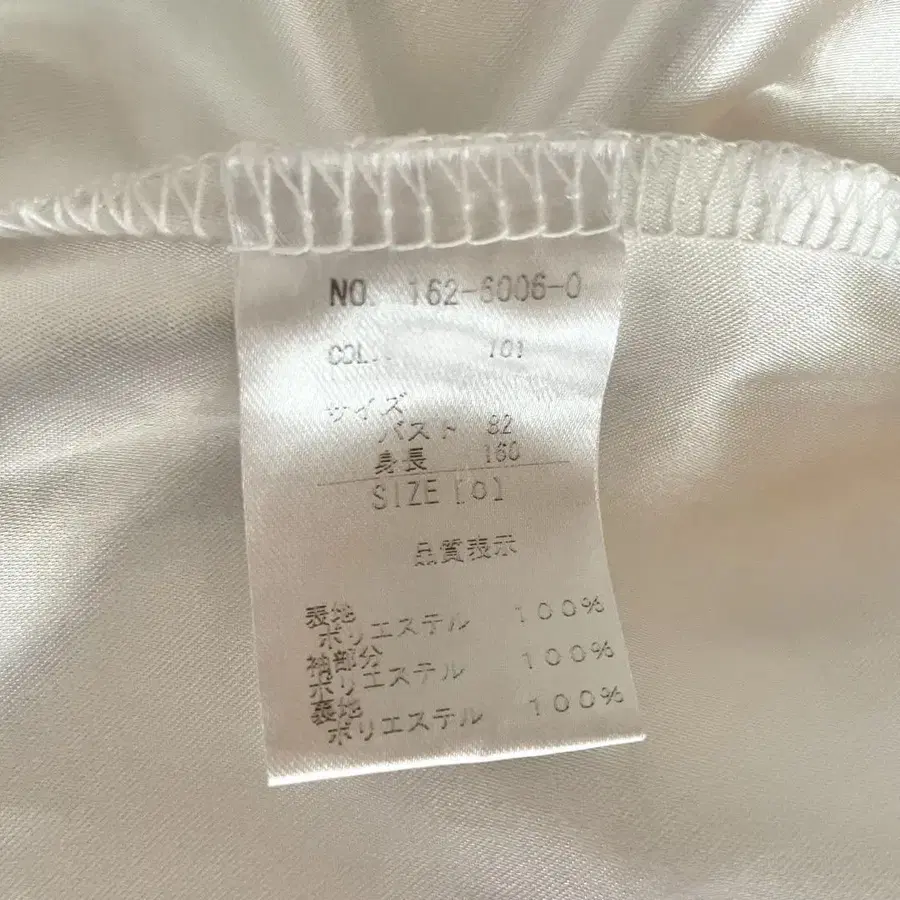 NO. 162-6006-0
COL. 101
サイズ
バスト 82
身長 160
SIZE [0]
品質表示
表地
ポリエステル 100%
袖部分
ポリエステル 100%
表地
ポリエステル 100%